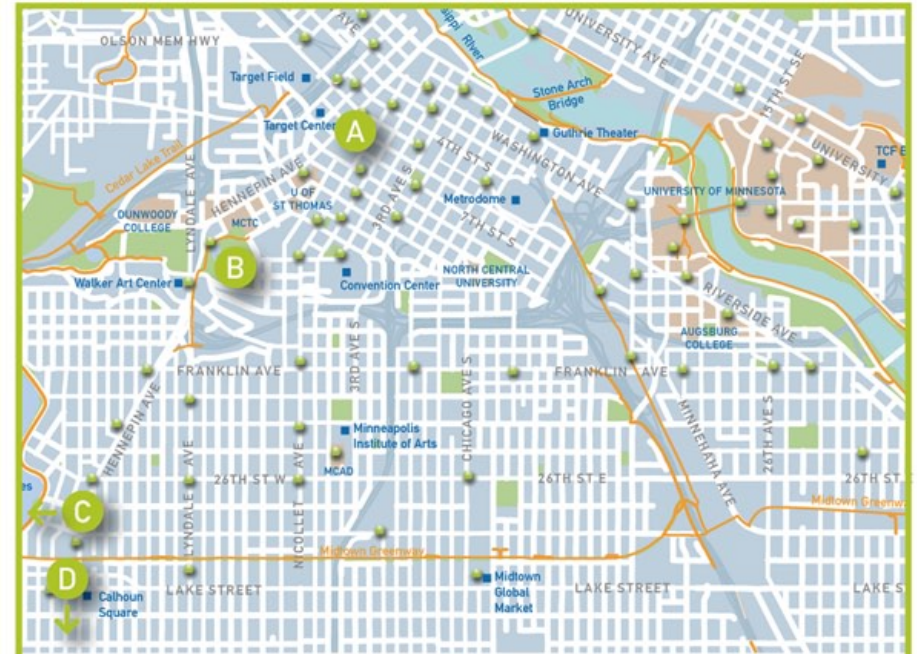 AVE
ssippi River
UNIVERSITY AVE
OLSON MEM HWY
Target Field
Stone Arch
Bridge
15TH ST SE
Target Center
A
Guthrie Theater
Cedar Lake Trail
WASHINGTON AVE
4TH ST S
UNIVERSITY
TCF B
LYNDALE AVE
HENNEPIN AVE
U OF
ST THOMAS
3RD AVE S
Metrodome
UNIVERSITY OF MINNESOTA
DUNWOODY
COLLEGE
MCTC
7TH ST S
B
Walker Art Center
Convention Center
NORTH CENTRAL
UNIVERSITY
RIVERSIDE AVE
AUGSBURG
COLLEGE
3RD AVE S
FRANKLIN AVE
CHICAGO AVE S
FRANKLIN AVE
HENNEPIN AVE
Minneapolis
Institute of Arts
MCAD
MINNEHAHA AVE
26TH AVE S
LYNDALE AVE
26TH ST W
NICOLLET AVE
26TH ST E
26TH ST E
es
C
Midtown Greenway
Midtown Greenway
D
Calhoun
Square
LAKE STREET
Midtown
Global
Market
LAKE STREET
LAKE S